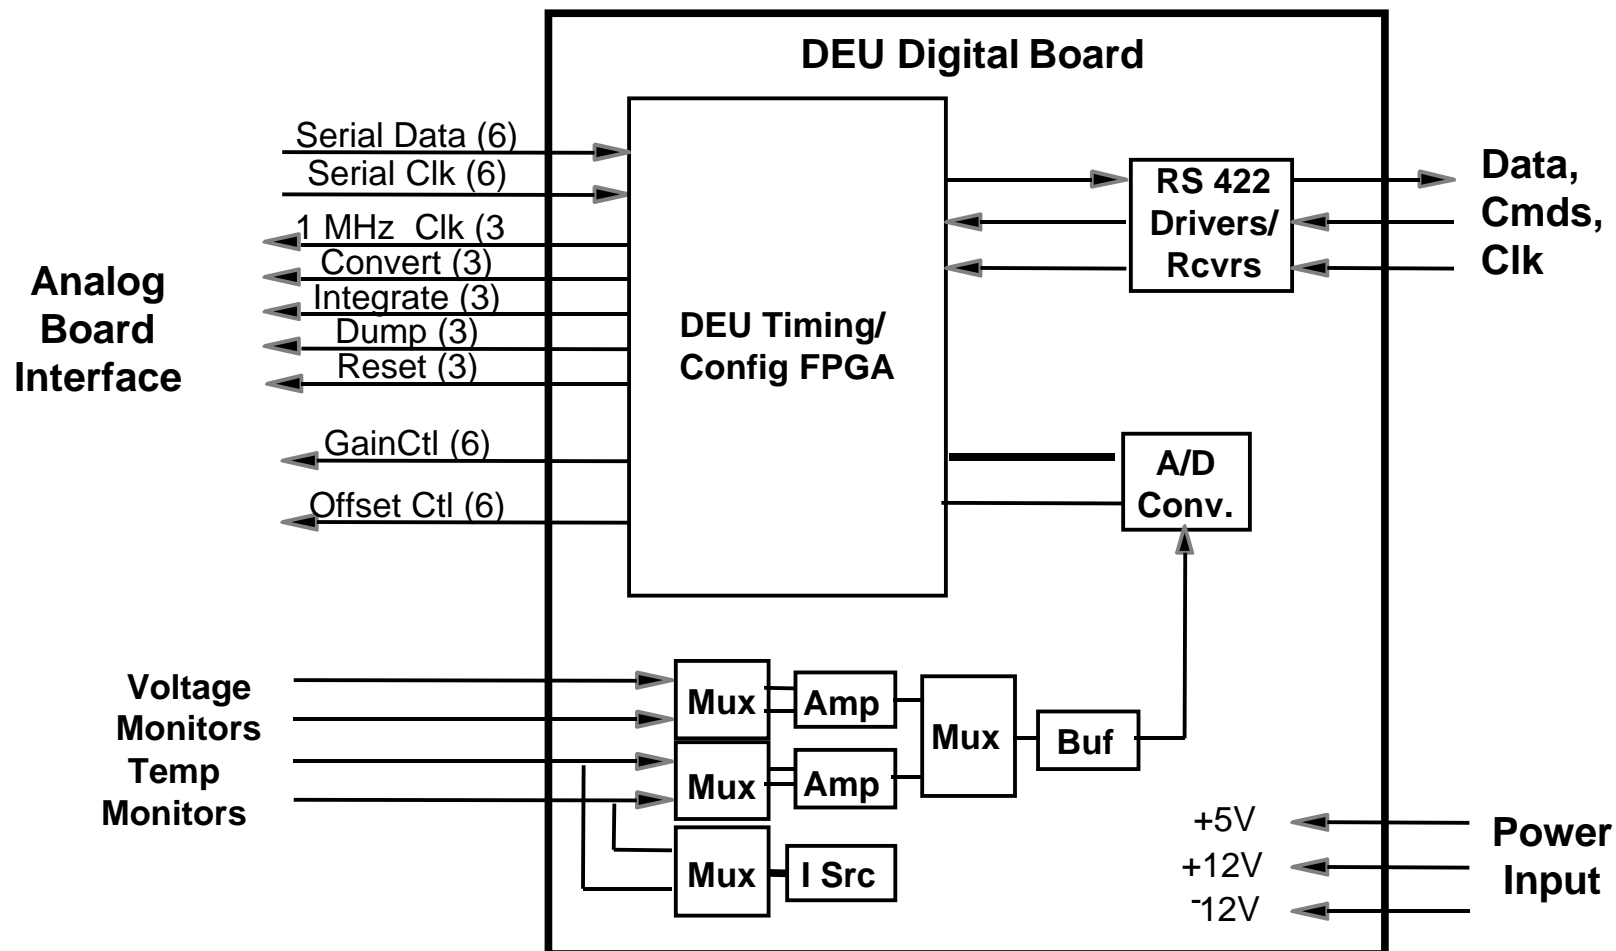 DEU Digital Board
Serial Data (6)
Serial Clk (6)
1 MHz  Clk (3
Convert (3)
Integrate (3)
Dump (3)
Reset (3)
GainCtl (6)
Offset Ctl (6)
Analog
Board
Interface
DEU Timing/
Config FPGA
RS 422
Drivers/
Rcvrs
Data,
Cmds,
Clk
A/D
Conv.
Voltage
Monitors
Temp
Monitors
Mux
Amp
Mux
Amp
Mux
Buf
Mux
I Src
+5V
+12V
-12V
Power
Input